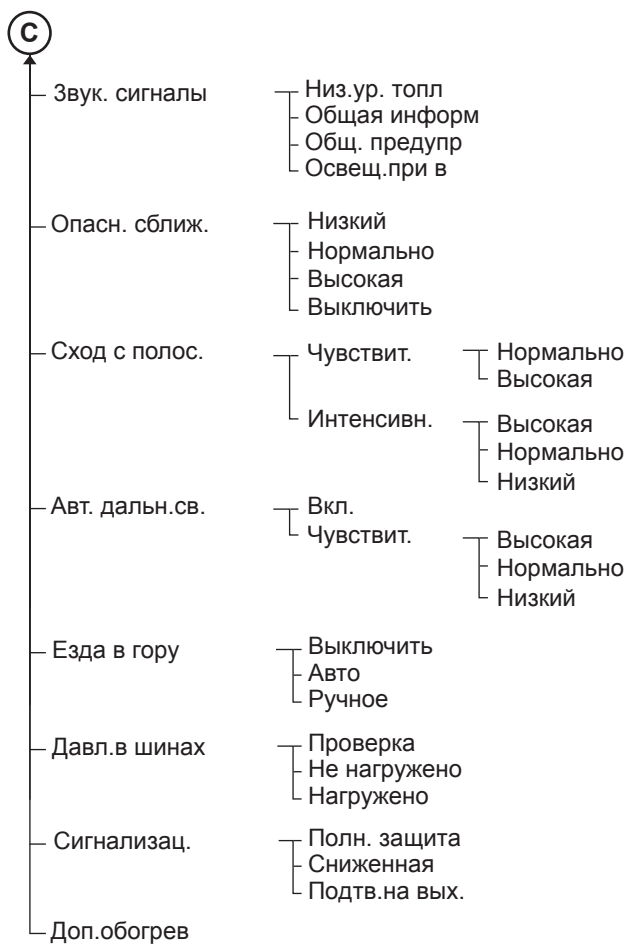 C
Звук. сигналы
Низ.ур. топл
Общая информ
Общ. предупр
Освещ.при в
Опасн. сближ.
Низкий
Нормально
Высокая
Выключить
Сход с полос.
Чувствит.
Нормально
Высокая
Интенсивн.
Высокая
Нормально
Низкий
Авт. дальн.св.
Вкл.
Чувствит.
Высокая
Нормально
Низкий
Езда в гору
Выключить
Авто
Ручное
Давл.в шинах
Проверка
Не нагружено
Нагружено
Сигнализац.
Полн. защита
Сниженная
Подтв.на вых.
Доп.обогрев